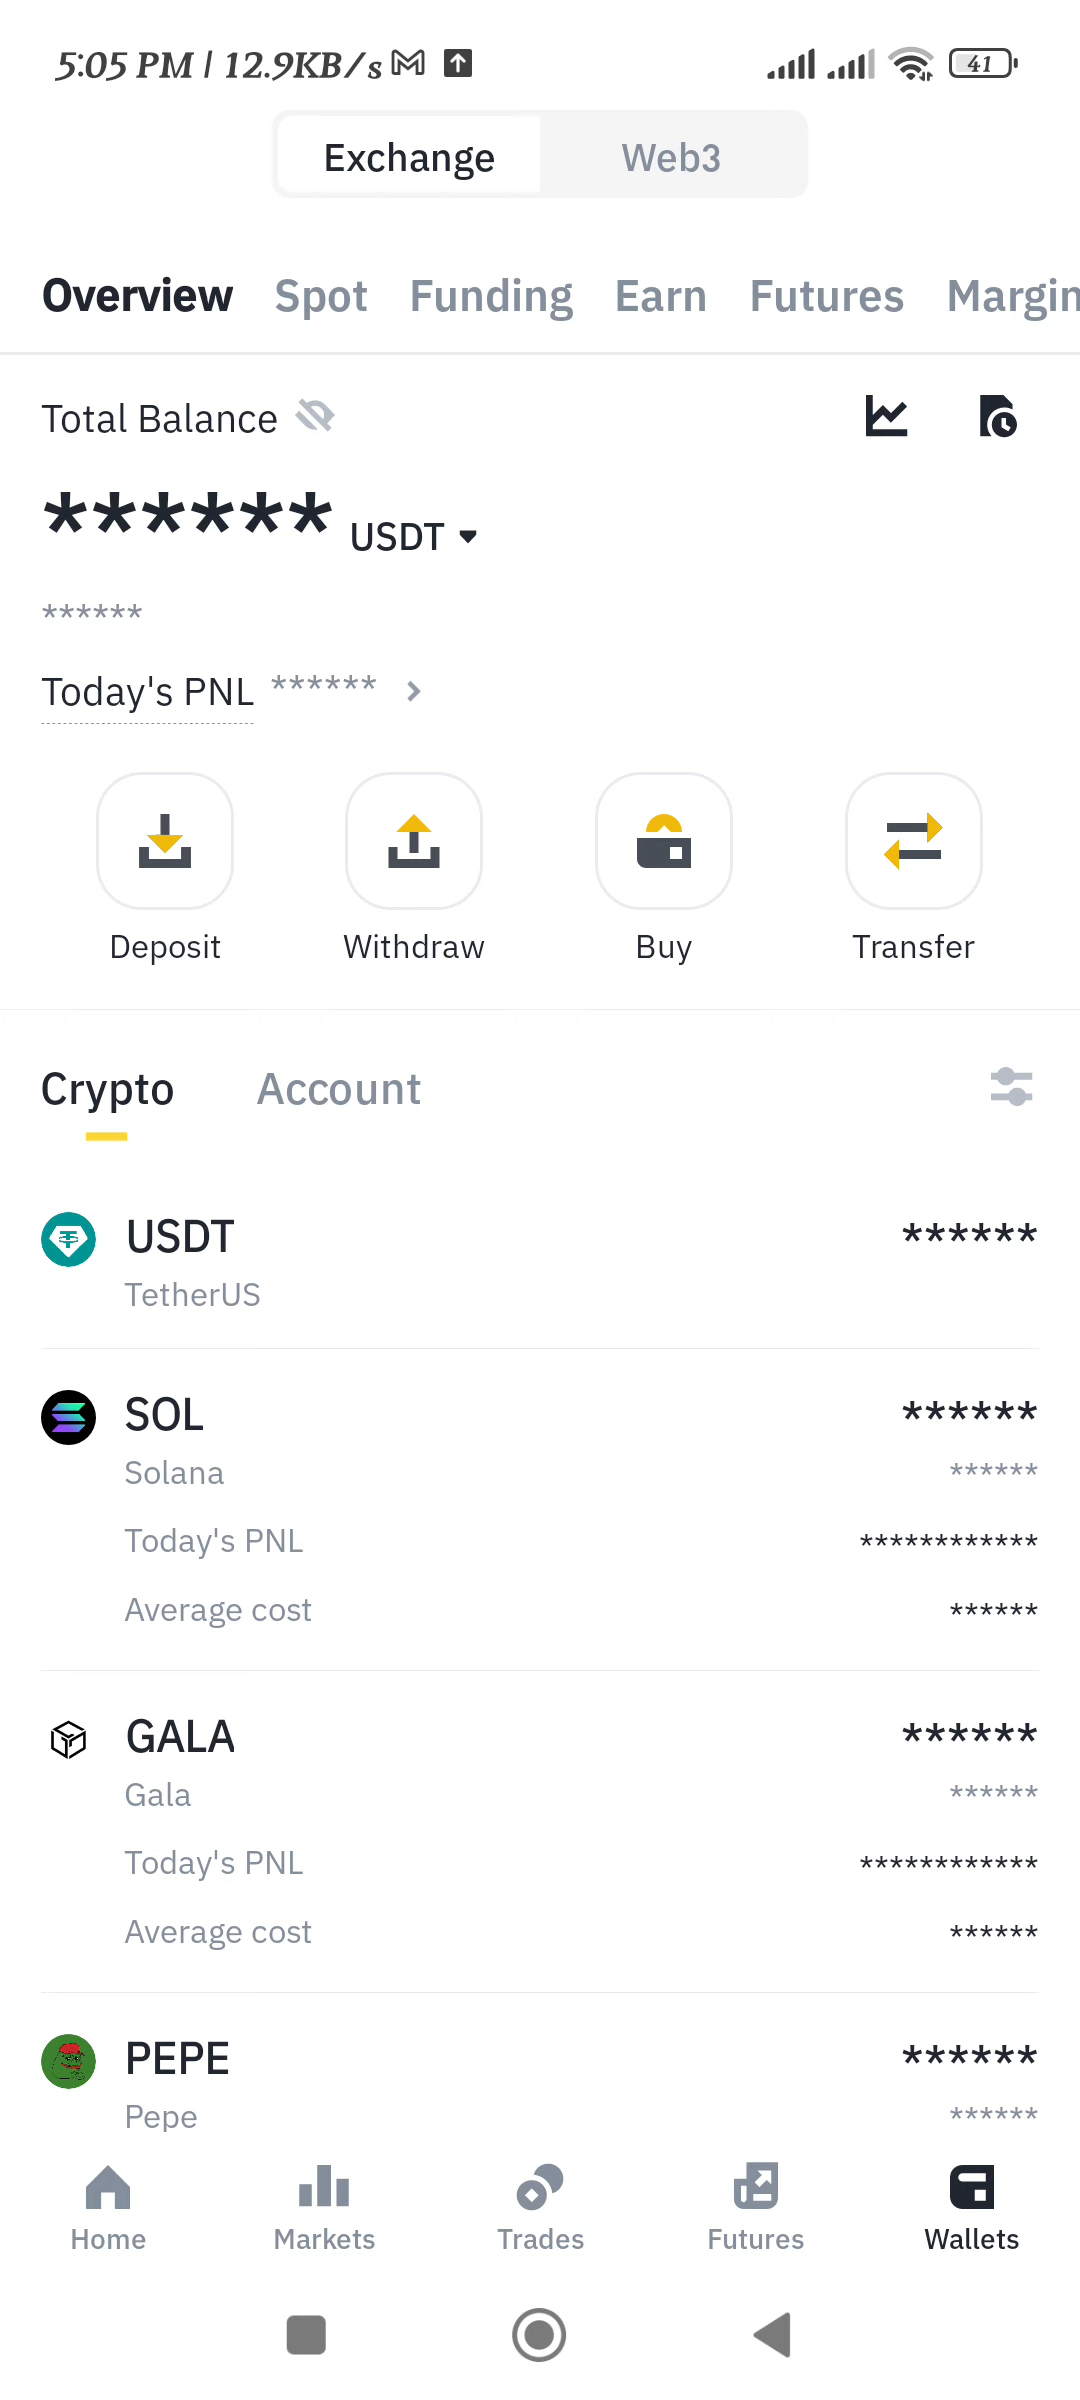 5:05 PM | 12.9KB/s
41
Exchange Web3
Overview Spot Funding Earn Futures Margin
Total Balance
****** USDT
******
Today's PNL ******
Deposit Withdraw Buy Transfer
Crypto Account
USDT ******
TetherUS
SOL ******
Solana ******
Today's PNL ************
Average cost ******
GALA ******
Gala ******
Today's PNL ************
Average cost ******
PEPE ******
Pepe ******
Home Markets Trades Futures Wallets